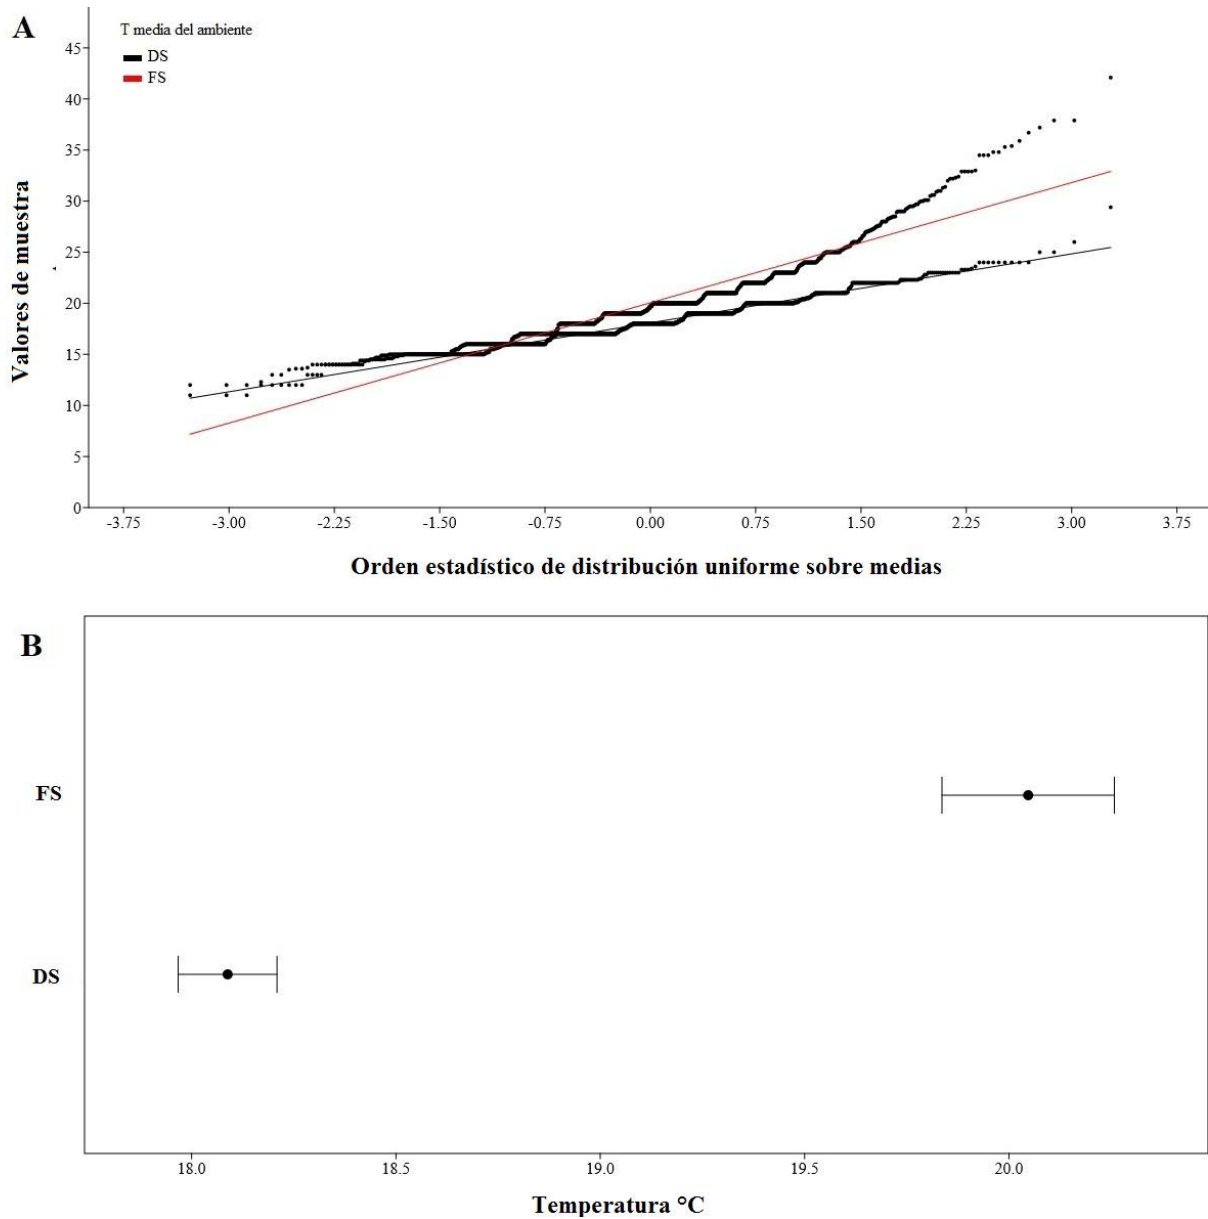 A
T media del ambiente
DS
FS
Valores de muestra
45
40
35
30
25
20
15
10
5
0
-3.75 -3.00 -2.25 -1.50 -0.75 0.00 0.75 1.50 2.25 3.00 3.75
Orden estadístico de distribución uniforme sobre medias
B
FS
DS
18.0 18.5 19.0 19.5 20.0
Temperatura °C